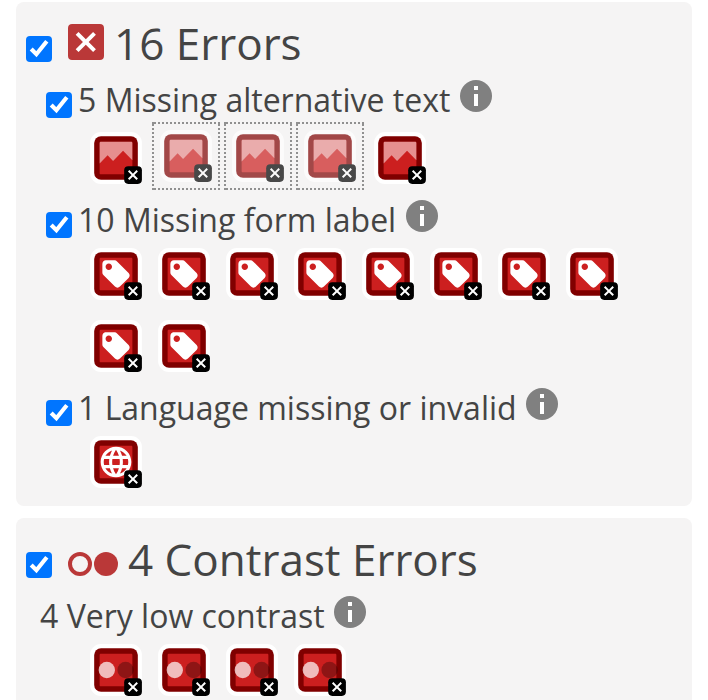 16 Errors
5 Missing alternative text
10 Missing form label
1 Language missing or invalid
4 Contrast Errors
4 Very low contrast